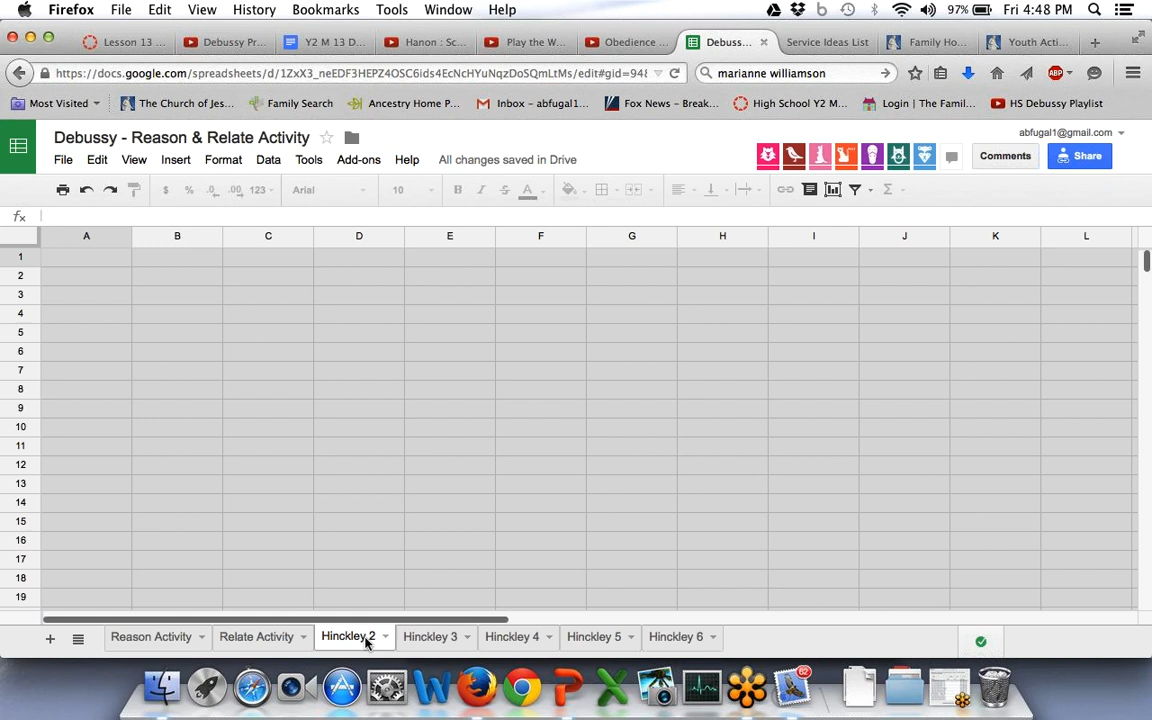 Firefox File Edit View History Bookmarks Tools Window Help 97% Fri 4:48 PM
Lesson 13 ... Debussy Pr... Y2 M 13 D... Hanon : Sc... Play the W... Obedience ... Debuss... Service Ideas List Family Ho... Youth Acti...
https://docs.google.com/spreadsheets/d/1ZxX3_neEDF3HEPZ4OSC6ids4EcNcHYuNqzDoSQmLtMs/edit#gid=948 marianne williamson ABP
Most Visited The Church of Jes... Family Search Ancestry Home P... Inbox – abfugal1... Fox News – Break... High School Y2 M... Login | The Famil... HS Debussy Playlist
Debussy - Reason & Relate Activity abfugal1@gmail.com
File Edit View Insert Format Data Tools Add-ons Help All changes saved in Drive Comments Share
$ % .0 .00 123 Arial 10 B I S A Σ
fx
A B C D E F G H I J K L
1
2
3
4
5
6
7
8
9
10
11
12
13
14
15
16
17
18
19
Reason Activity Relate Activity Hinckley 2 Hinckley 3 Hinckley 4 Hinckley 5 Hinckley 6
82